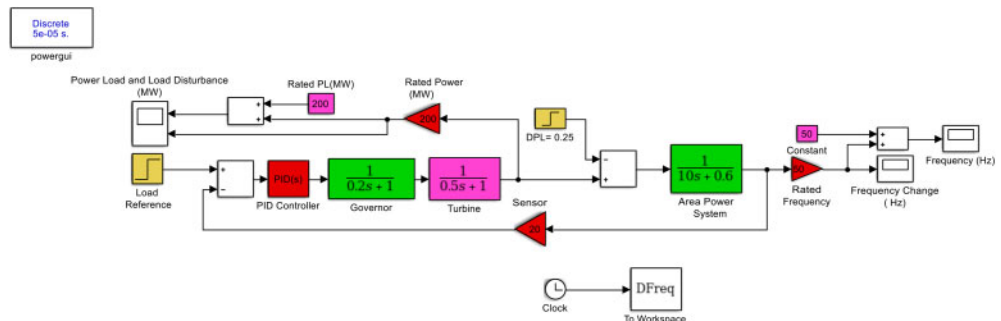 Discrete
5e-05 s.
powergui
Power Load and Load Disturbance
(MW)
Rated PL(MW)
200
Rated Power
(MW)
200
DPL= 0.25
50
Constant
Frequency (Hz)
Load
Reference
PID(s)
PID Controller
1
0.2s + 1
Governor
1
0.5s + 1
Turbine
Sensor
20
1
10s + 0.6
Area Power
System
50
Rated
Frequency
Frequency Change
( Hz)
Clock
DFreq
To Workspace